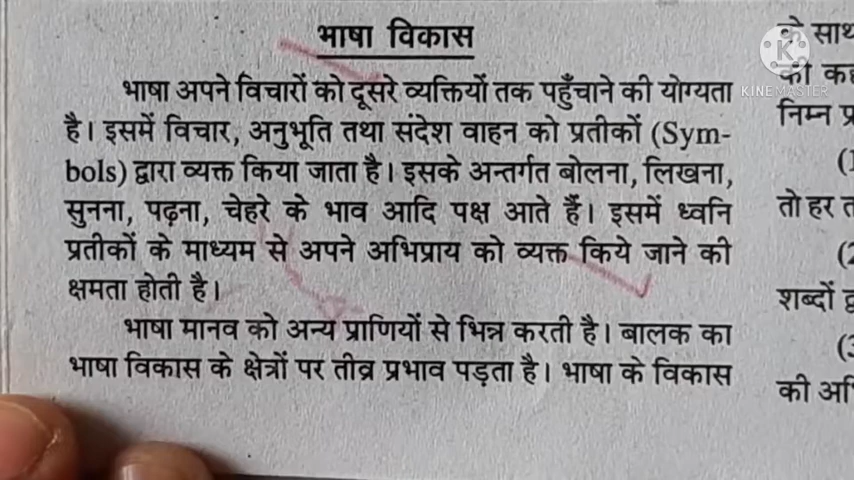 भाषा विकास
भाषा अपने विचारों को दूसरे व्यक्तियों तक पहुँचाने की योग्यता
है। इसमें विचार, अनुभूति तथा संदेश वाहन को प्रतीकों (Sym-
bols) द्वारा व्यक्त किया जाता है। इसके अन्तर्गत बोलना, लिखना,
सुनना, पढ़ना, चेहरे के भाव आदि पक्ष आते हैं। इसमें ध्वनि
प्रतीकों के माध्यम से अपने अभिप्राय को व्यक्त किये जाने की
क्षमता होती है।
भाषा मानव को अन्य प्राणियों से भिन्न करती है। बालक का
भाषा विकास के क्षेत्रों पर तीव्र प्रभाव पड़ता है। भाषा के विकास
को
की
निम्न
तो हर
शब्दों
की
K
KINEMASTER